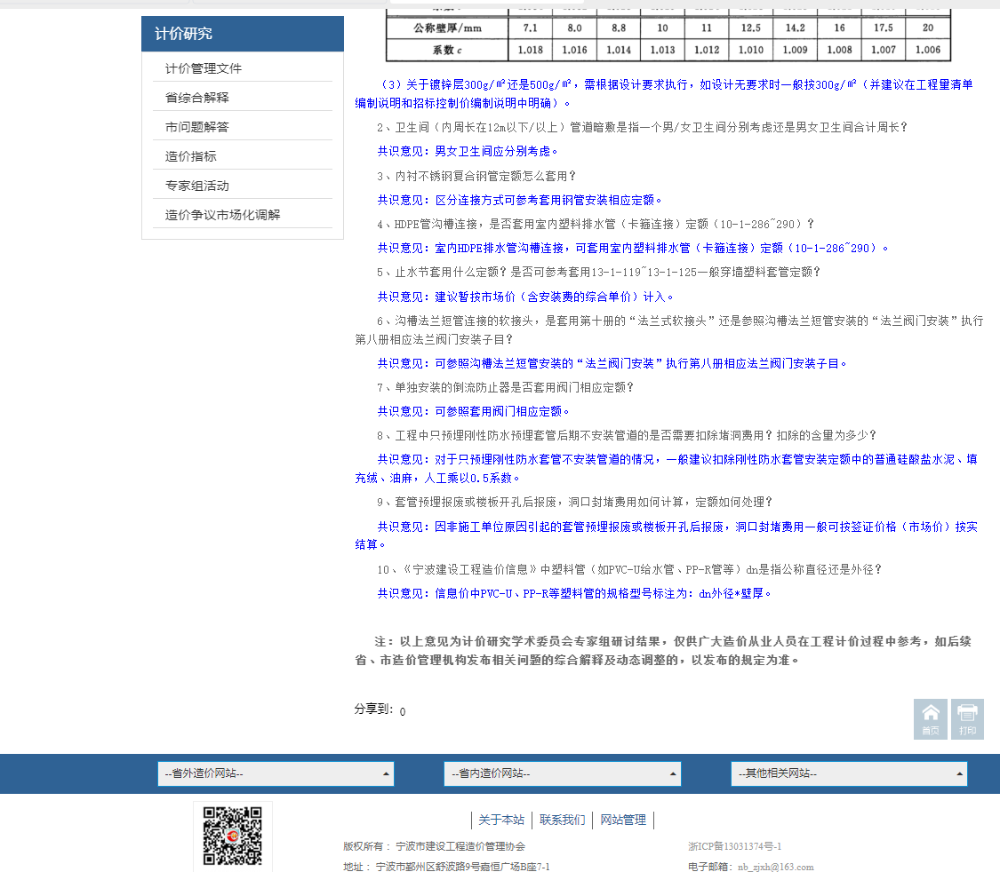 计价研究
计价管理文件
省综合解释
市问题解答
造价指标
专家组活动
造价争议市场化调解
公称壁厚/mm 7.1 8.0 8.8 10 11 12.5 14.2 16 17.5 20
系数 c 1.018 1.016 1.014 1.013 1.012 1.010 1.009 1.008 1.007 1.006
（3）关于镀锌层300g/㎡还是500g/㎡，需根据设计要求执行，如设计无要求时一般按300g/㎡（并建议在工程量清单
编制说明和招标控制价编制说明中明确）。
2、卫生间（内周长在12m以下/以上）管道暗敷是指一个男/女卫生间分别考虑还是男女卫生间合计周长？
共识意见：男女卫生间应分别考虑。
3、内衬不锈钢复合钢管定额怎么套用？
共识意见：区分连接方式可参考套用钢管安装相应定额。
4、HDPE管沟槽连接，是否套用室内塑料排水管（卡箍连接）定额（10-1-286~290）？
共识意见：室内HDPE排水管沟槽连接，可套用室内塑料排水管（卡箍连接）定额（10-1-286~290）。
5、止水节套用什么定额？是否可参考套用13-1-119~13-1-125一般穿墙塑料套管定额？
共识意见：建议暂按市场价（含安装费的综合单价）计入。
6、沟槽法兰短管连接的软接头，是套用第十册的“法兰式软接头”还是参照沟槽法兰短管安装的“法兰阀门安装”执行
第八册相应法兰阀门安装子目？
共识意见：可参照沟槽法兰短管安装的“法兰阀门安装”执行第八册相应法兰阀门安装子目。
7、单独安装的倒流防止器是否套用阀门相应定额？
共识意见：可参照套用阀门相应定额。
8、工程中只预埋刚性防水预埋套管后期不安装管道的是否需要扣除堵洞费用？扣除的含量为多少？
共识意见：对于只预埋刚性防水套管不安装管道的情况，一般建议扣除刚性防水套管安装定额中的普通硅酸盐水泥、填
充绒、油麻，人工乘以0.5系数。
9、套管预埋报废或楼板开孔后报废，洞口封堵费用如何计算，定额如何处理？
共识意见：因非施工单位原因引起的套管预埋报废或楼板开孔后报废，洞口封堵费用一般可按签证价格（市场价）按实
结算。
10、《宁波建设工程造价信息》中塑料管（如PVC-U给水管、PP-R管等）dn是指公称直径还是外径？
共识意见：信息价中PVC-U、PP-R等塑料管的规格型号标注为：dn外径*壁厚。
注：以上意见为计价研究学术委员会专家组研讨结果，仅供广大造价从业人员在工程计价过程中参考，如后续
省、市造价管理机构发布相关问题的综合解释及动态调整的，以发布的规定为准。
分享到： 0
首页 打印
--省外造价网站-- --省内造价网站-- --其他相关网站--
关于本站 联系我们 网站管理
版权所有： 宁波市建设工程造价管理协会 浙ICP备13031374号-1
地址： 宁波市鄞州区舒波路9号嘉恒广场B座7-1 电子邮箱：nb_zjxh@163.com